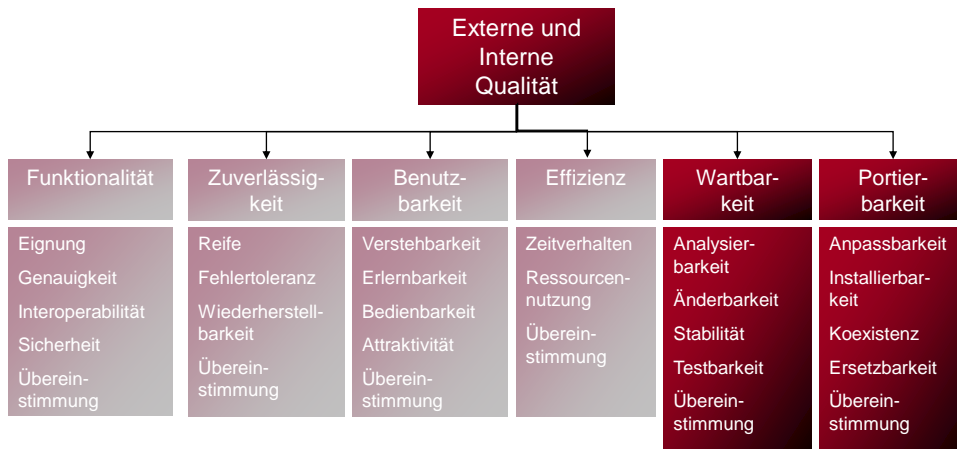 Externe und
Interne
Qualität
Funktionalität
Eignung
Genauigkeit
Interoperabilität
Sicherheit
Überein-
stimmung
Zuverlässig-
keit
Reife
Fehlertoleranz
Wiederherstell-
barkeit
Überein-
stimmung
Benutz-
barkeit
Verstehbarkeit
Erlernbarkeit
Bedienbarkeit
Attraktivität
Überein-
stimmung
Effizienz
Zeitverhalten
Ressourcen-
nutzung
Überein-
stimmung
Wartbar-
keit
Analysier-
barkeit
Änderbarkeit
Stabilität
Testbarkeit
Überein-
stimmung
Portier-
barkeit
Anpassbarkeit
Installierbar-
keit
Koexistenz
Ersetzbarkeit
Überein-
stimmung